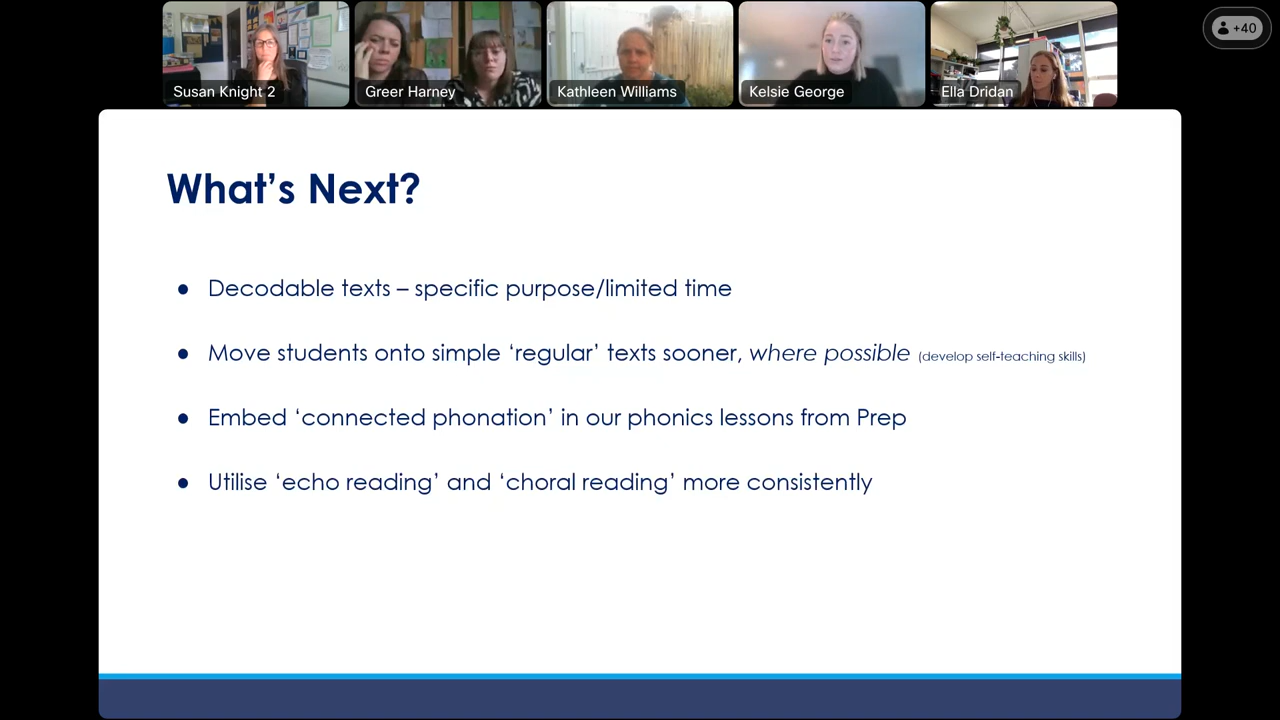 Susan Knight 2
Greer Harney
Kathleen Williams
Kelsie George
Ella Dridan
+40
What’s Next?
● Decodable texts – specific purpose/limited time
● Move students onto simple ‘regular’ texts sooner, where possible (develop self-teaching skills)
● Embed ‘connected phonation’ in our phonics lessons from Prep
● Utilise ‘echo reading’ and ‘choral reading’ more consistently